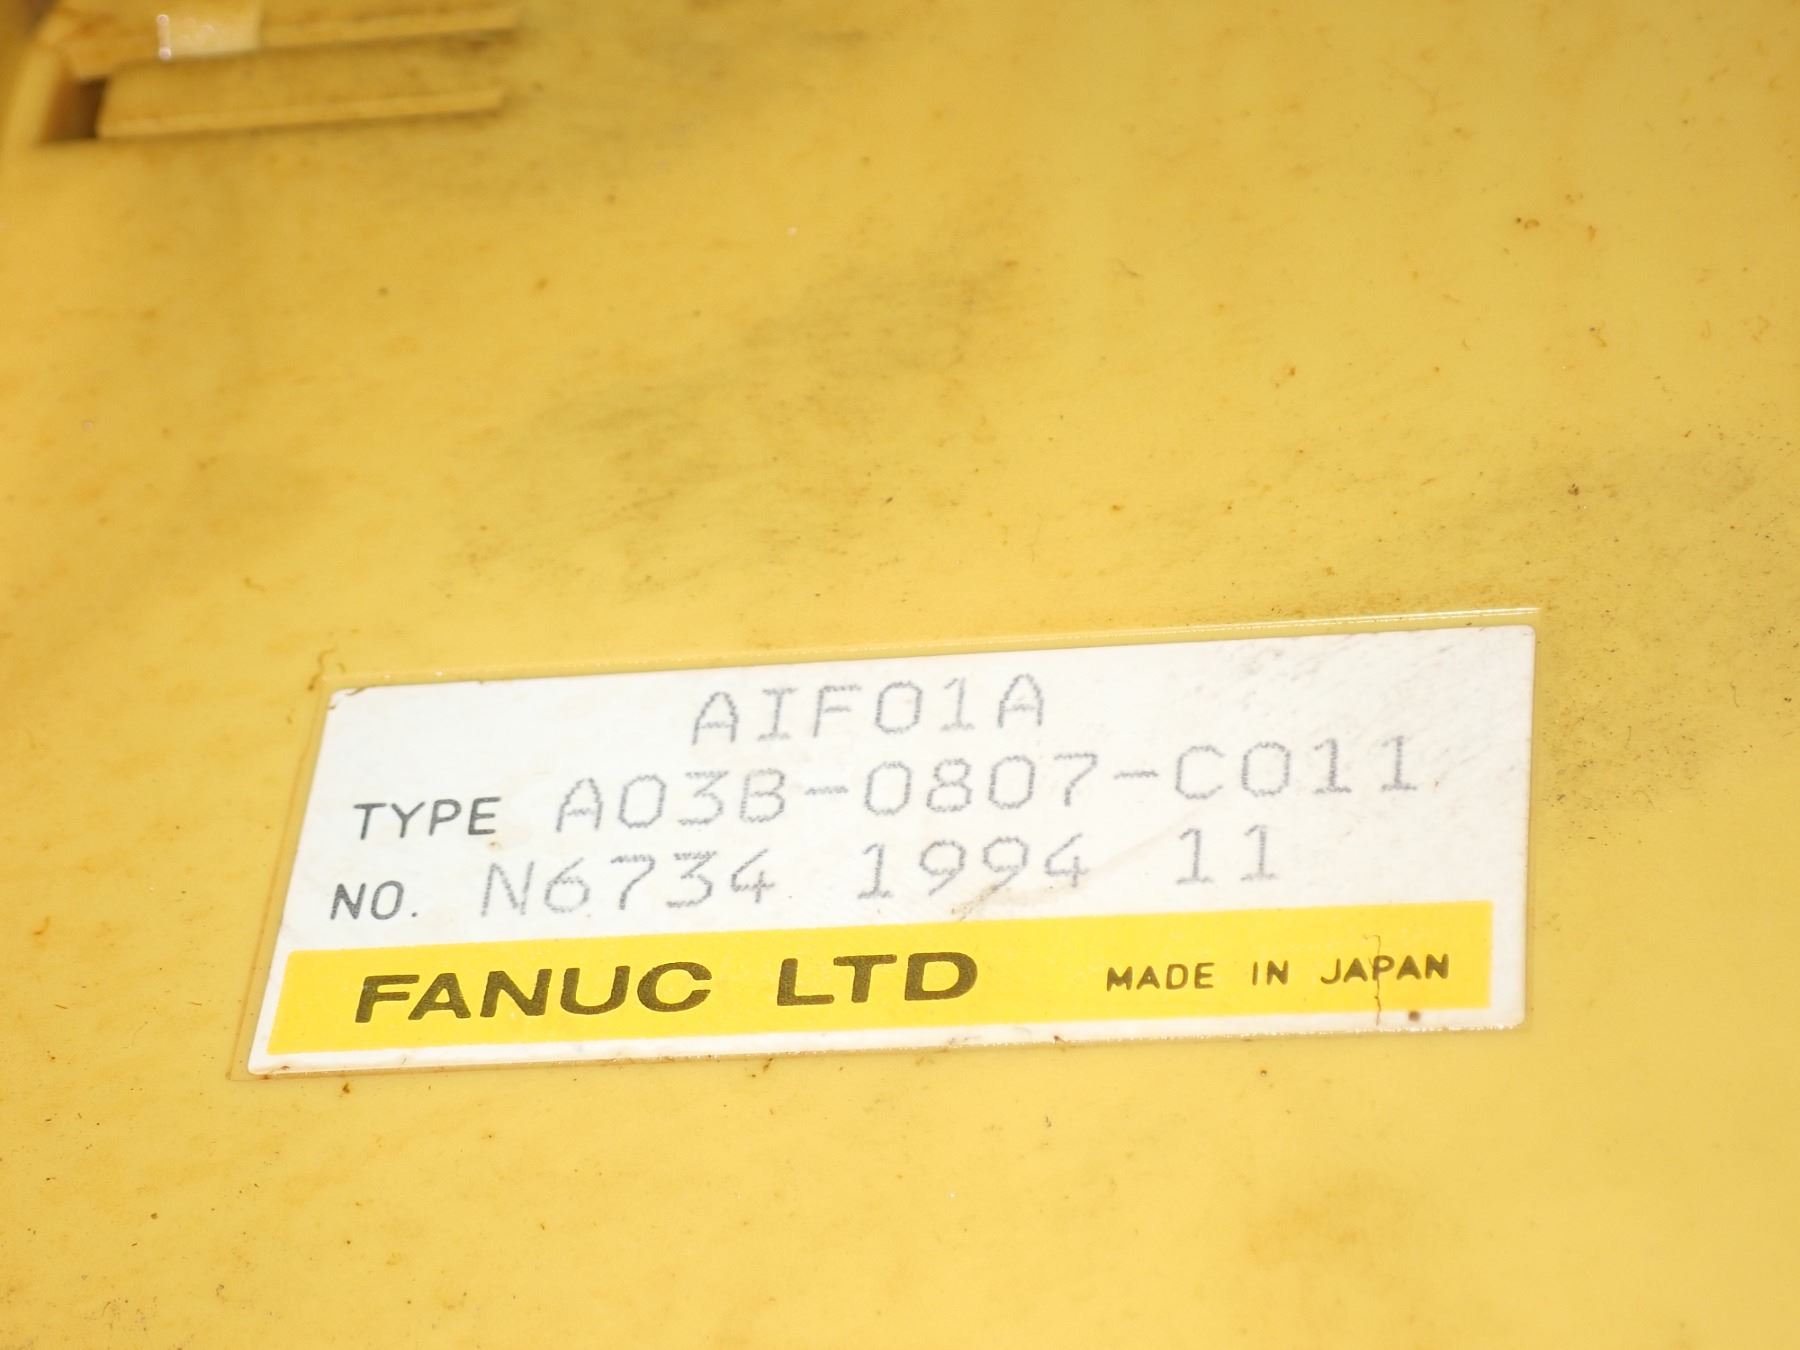 AIF01A
TYPE A03B-0807-C011
NO. N6734 1994 11
FANUC LTD MADE IN JAPAN